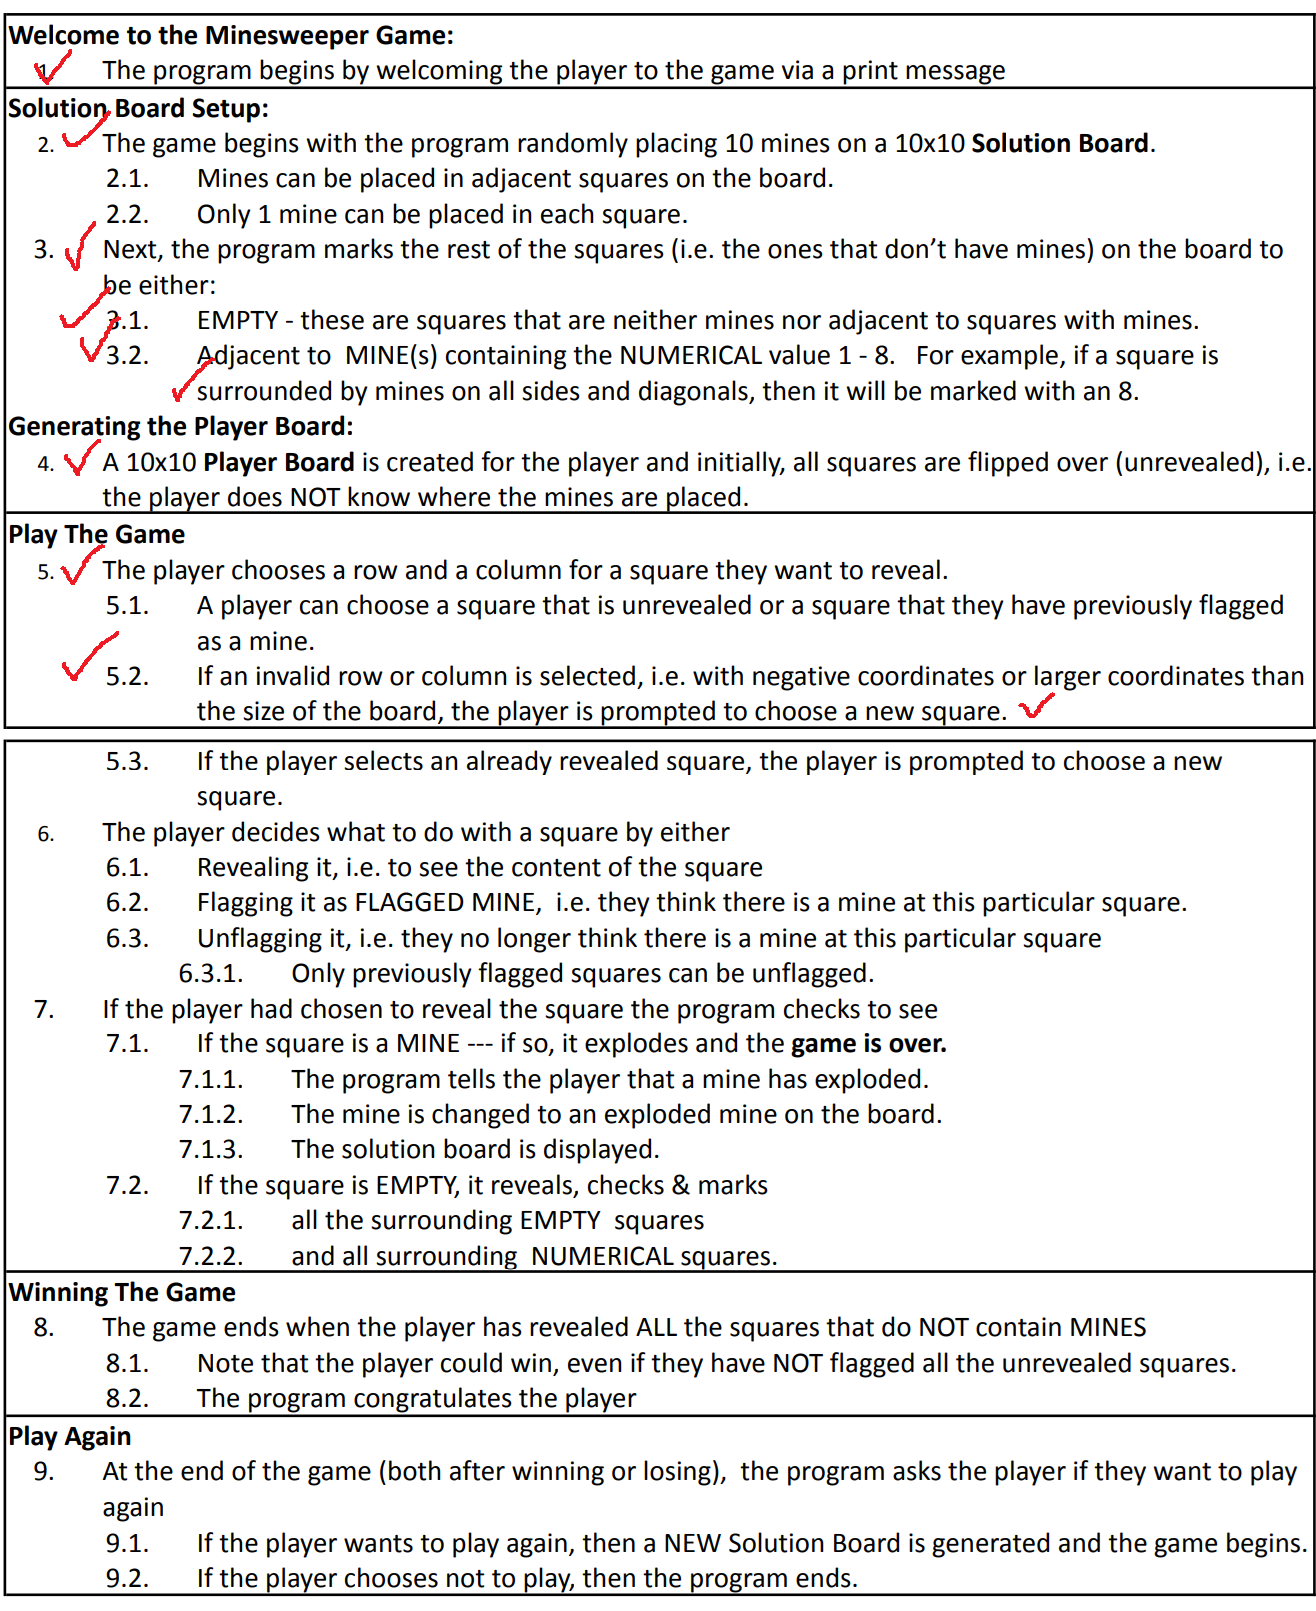 Welcome to the Minesweeper Game:
1. The program begins by welcoming the player to the game via a print message
Solution Board Setup:
2. The game begins with the program randomly placing 10 mines on a 10x10 Solution Board.
2.1. Mines can be placed in adjacent squares on the board.
2.2. Only 1 mine can be placed in each square.
3. Next, the program marks the rest of the squares (i.e. the ones that don't have mines) on the board to
be either:
3.1. EMPTY - these are squares that are neither mines nor adjacent to squares with mines.
3.2. Adjacent to MINE(s) containing the NUMERICAL value 1 - 8. For example, if a square is
surrounded by mines on all sides and diagonals, then it will be marked with an 8.
Generating the Player Board:
4. A 10x10 Player Board is created for the player and initially, all squares are flipped over (unrevealed), i.e.
the player does NOT know where the mines are placed.
Play The Game
5. The player chooses a row and a column for a square they want to reveal.
5.1. A player can choose a square that is unrevealed or a square that they have previously flagged
as a mine.
5.2. If an invalid row or column is selected, i.e. with negative coordinates or larger coordinates than
the size of the board, the player is prompted to choose a new square.
5.3. If the player selects an already revealed square, the player is prompted to choose a new
square.
6. The player decides what to do with a square by either
6.1. Revealing it, i.e. to see the content of the square
6.2. Flagging it as FLAGGED MINE, i.e. they think there is a mine at this particular square.
6.3. Unflagging it, i.e. they no longer think there is a mine at this particular square
6.3.1. Only previously flagged squares can be unflagged.
7. If the player had chosen to reveal the square the program checks to see
7.1. If the square is a MINE --- if so, it explodes and the game is over.
7.1.1. The program tells the player that a mine has exploded.
7.1.2. The mine is changed to an exploded mine on the board.
7.1.3. The solution board is displayed.
7.2. If the square is EMPTY, it reveals, checks & marks
7.2.1. all the surrounding EMPTY squares
7.2.2. and all surrounding NUMERICAL squares.
Winning The Game
8. The game ends when the player has revealed ALL the squares that do NOT contain MINES
8.1. Note that the player could win, even if they have NOT flagged all the unrevealed squares.
8.2. The program congratulates the player
Play Again
9. At the end of the game (both after winning or losing), the program asks the player if they want to play
again
9.1. If the player wants to play again, then a NEW Solution Board is generated and the game begins.
9.2. If the player chooses not to play, then the program ends.